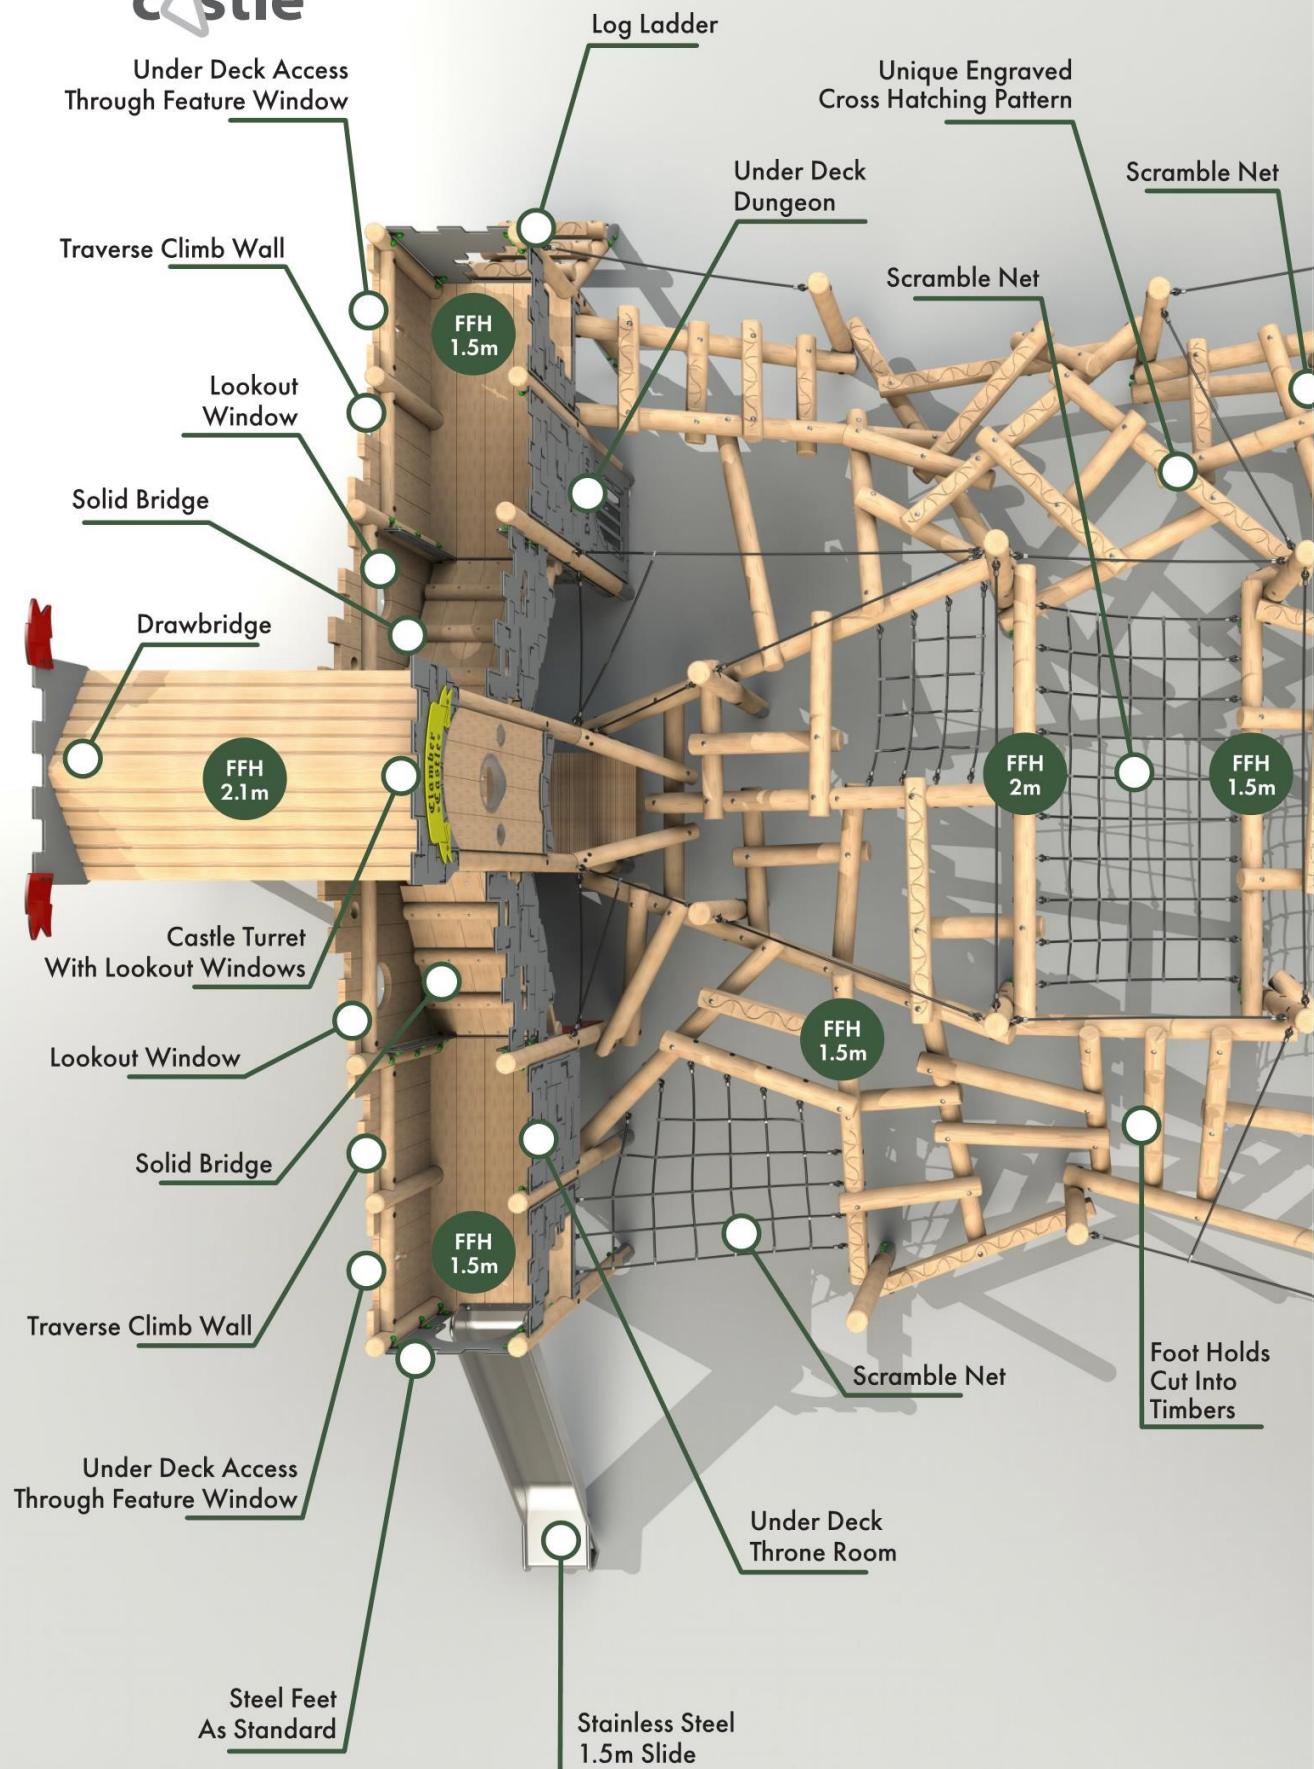 castle
Log Ladder
Under Deck Access
Through Feature Window
Unique Engraved
Cross Hatching Pattern
Under Deck
Dungeon
Scramble Net
Traverse Climb Wall
Scramble Net
FFH
1.5m
Lookout
Window
Solid Bridge
Drawbridge
FFH
2.1m
Clamber
Castle
FFH
2m
FFH
1.5m
Castle Turret
With Lookout Windows
FFH
1.5m
Lookout Window
Solid Bridge
FFH
1.5m
Traverse Climb Wall
Scramble Net
Foot Holds
Cut Into
Timbers
Under Deck Access
Through Feature Window
Under Deck
Throne Room
Steel Feet
As Standard
Stainless Steel
1.5m Slide